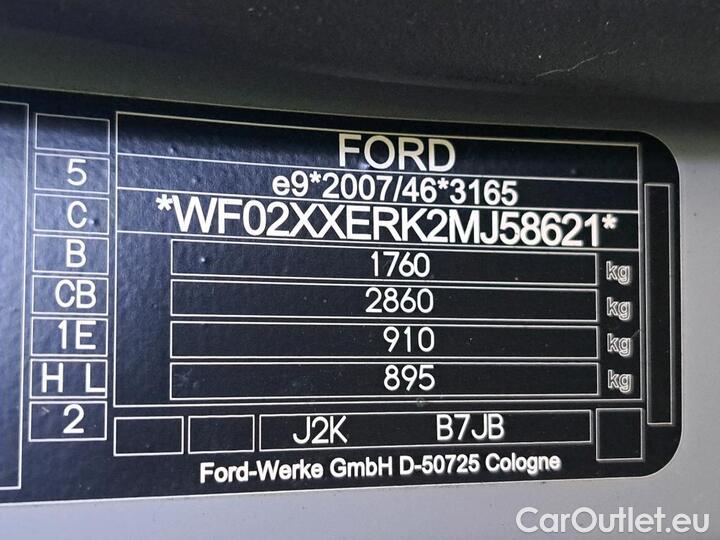 FORD
e9*2007/46*3165
*WF02XXERK2MJ58621*
1760 kg
2860 kg
910 kg
895 kg
5
C
B
CB
1E
H L
2
J2K B7JB
Ford-Werke GmbH D-50725 Cologne
CarOutlet.eu